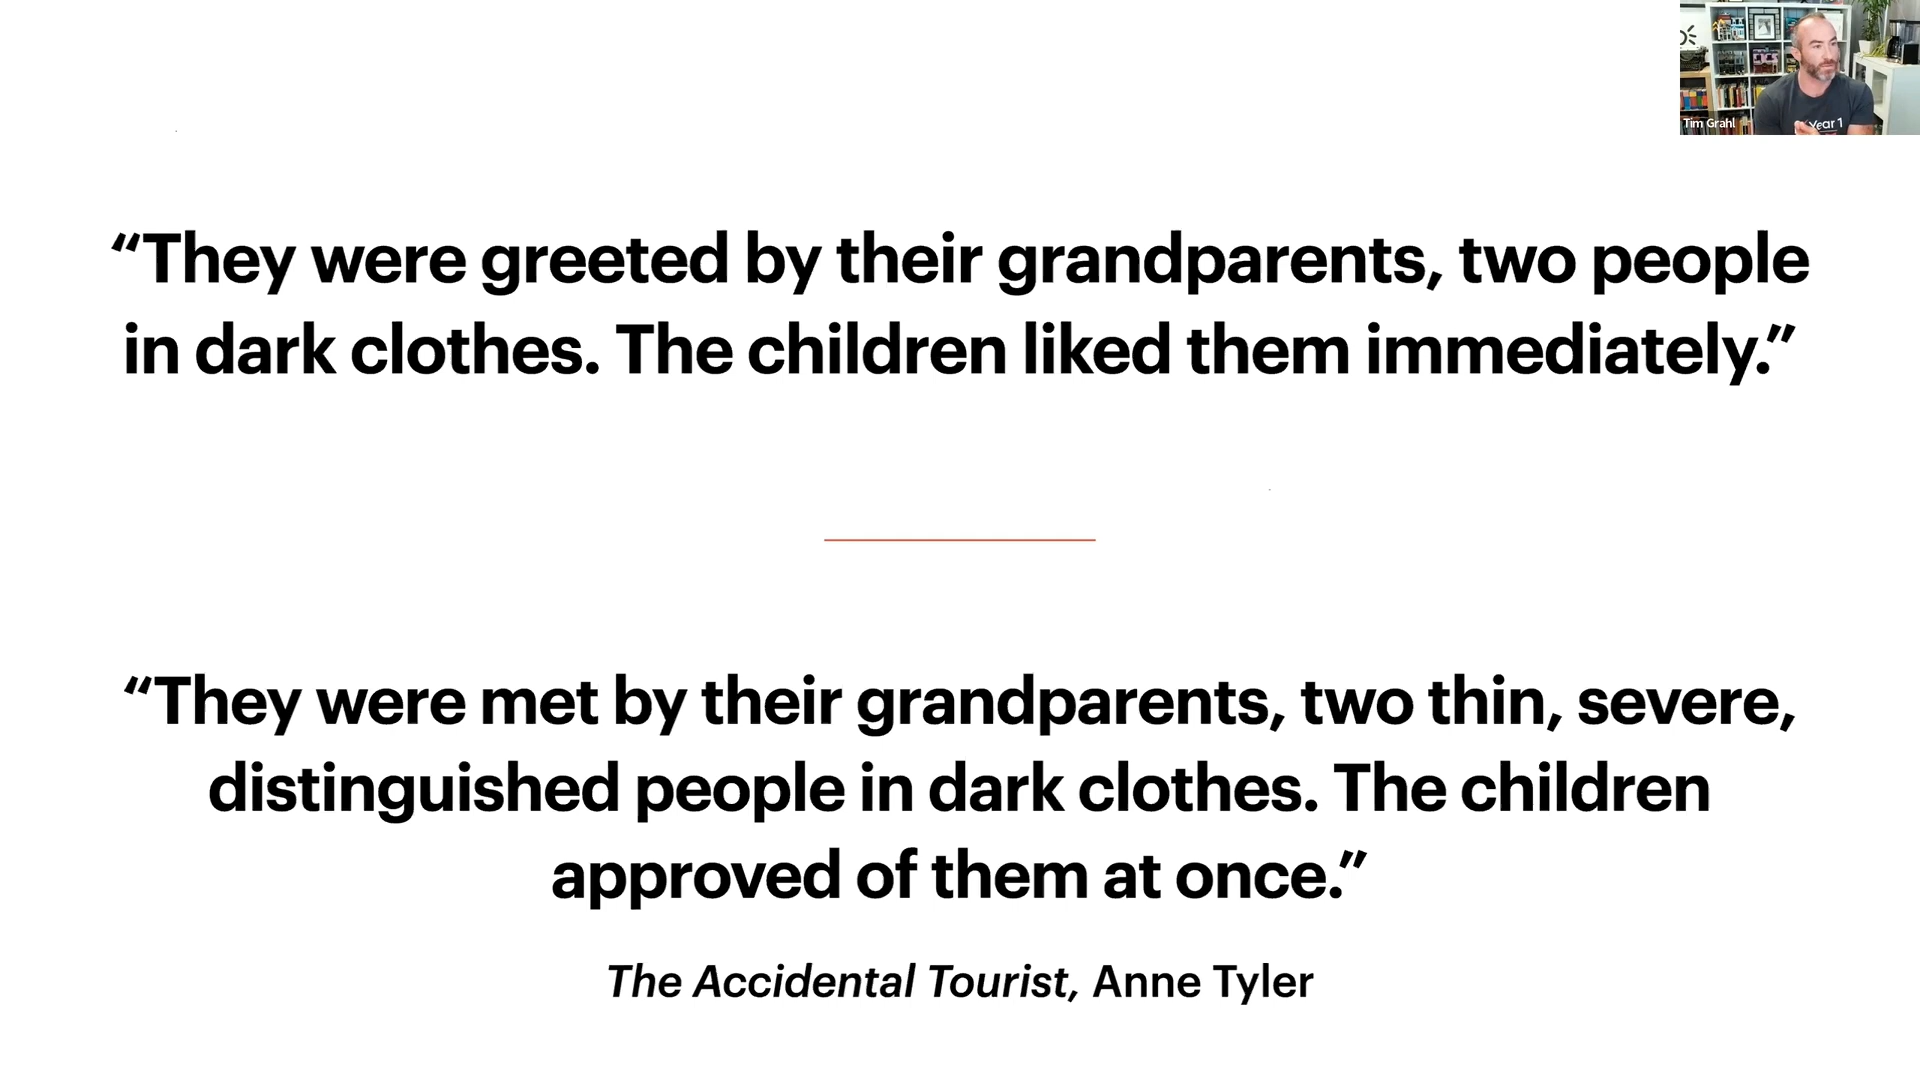 Tim Grahl
Year 1
“They were greeted by their grandparents, two people
in dark clothes. The children liked them immediately.”
“They were met by their grandparents, two thin, severe,
distinguished people in dark clothes. The children
approved of them at once.”
The Accidental Tourist, Anne Tyler